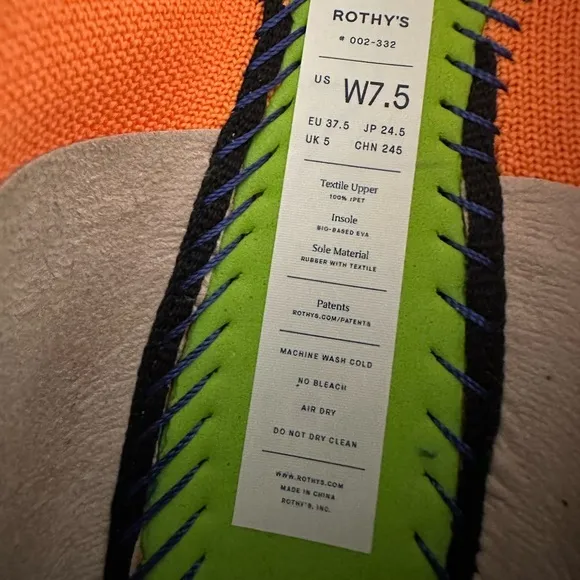 ROTHY'S
# 002-332
US W7.5
EU 37.5 JP 24.5
UK 5 CHN 245
Textile Upper
100% rPET
Insole
BIO-BASED EVA
Sole Material
RUBBER WITH TEXTILE
Patents
ROTHYS.COM/PATENTS
MACHINE WASH COLD
NO BLEACH
AIR DRY
DO NOT DRY CLEAN
WWW.ROTHYS.COM
MADE IN CHINA
ROTHY'S, INC.